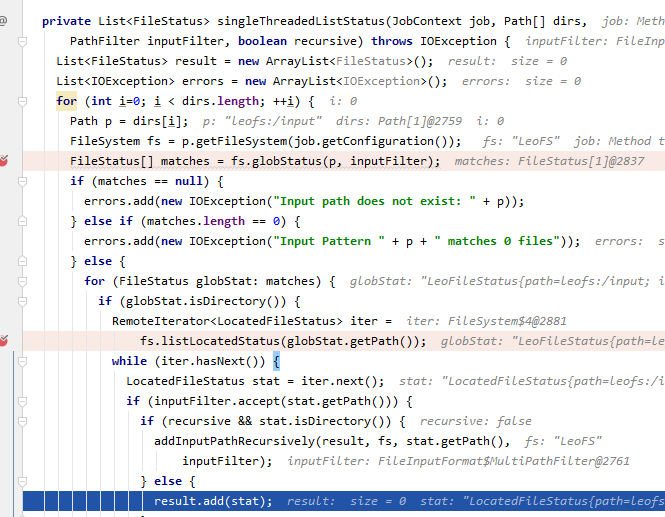 private List<FileStatus> singleThreadedListStatus(JobContext job, Path[] dirs,  job: Meth
PathFilter inputFilter, boolean recursive) throws IOException {  inputFilter: FileInp
List<FileStatus> result = new ArrayList<FileStatus>();  result:  size = 0
List<IOException> errors = new ArrayList<IOException>();  errors:  size = 0
for (int i=0; i < dirs.length; ++i) {  i: 0
Path p = dirs[i];  p: "leofs:/input"  dirs: Path[1]@2759  i: 0
FileSystem fs = p.getFileSystem(job.getConfiguration());  fs: "LeoFS"  job: Method t
FileStatus[] matches = fs.globStatus(p, inputFilter);  matches: FileStatus[1]@2837
if (matches == null) {
errors.add(new IOException("Input path does not exist: " + p));
} else if (matches.length == 0) {
errors.add(new IOException("Input Pattern " + p + " matches 0 files"));  errors:  s
} else {
for (FileStatus globStat: matches) {  globStat: "LeoFileStatus{path=leofs:/input; i
if (globStat.isDirectory()) {
RemoteIterator<LocatedFileStatus> iter =  iter: FileSystem$4@2881
fs.listLocatedStatus(globStat.getPath());  globStat: "LeoFileStatus{path=le
while (iter.hasNext()) {
LocatedFileStatus stat = iter.next();  stat: "LocatedFileStatus{path=leofs:/i
if (inputFilter.accept(stat.getPath())) {
if (recursive && stat.isDirectory()) {  recursive: false
addInputPathRecursively(result, fs, stat.getPath(),  fs: "LeoFS"
inputFilter);  inputFilter: FileInputFormat$MultiPathFilter@2761
} else {
result.add(stat);  result:  size = 0  stat: "LocatedFileStatus{path=leofs